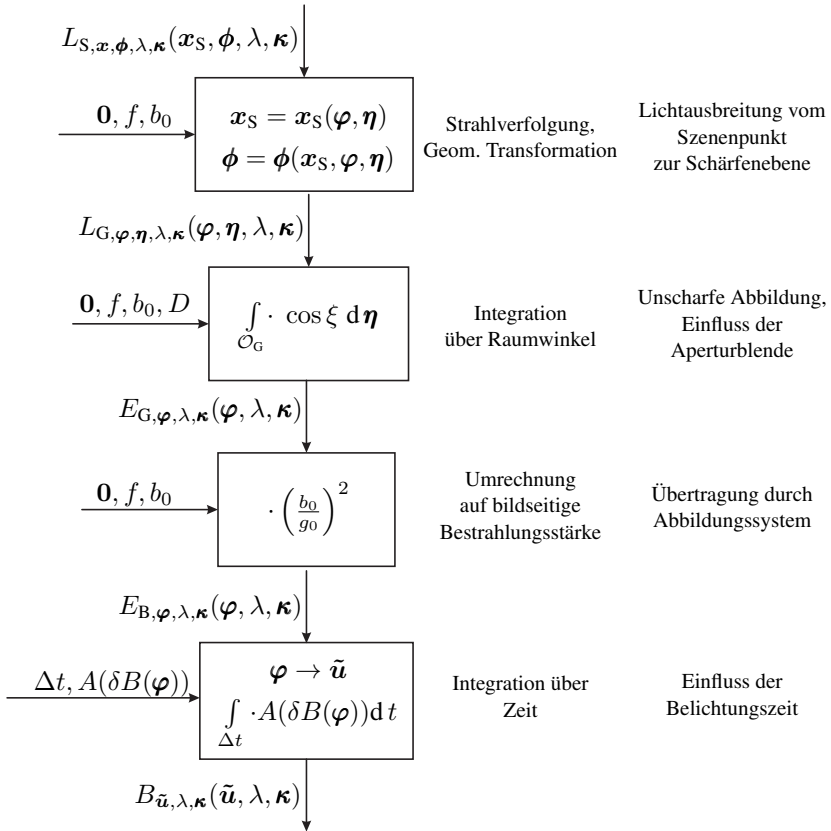 L_{S,𝒙,ϕ,λ,κ}(𝒙_S, ϕ, λ, κ)
𝟎, f, b_0
𝒙_S = 𝒙_S(φ, η)
ϕ = ϕ(𝒙_S, φ, η)
Strahlverfolgung,
Geom. Transformation
Lichtausbreitung vom
Szenenpunkt
zur Schärfenebene
L_{G,φ,η,λ,κ}(φ, η, λ, κ)
𝟎, f, b_0, D
∫_{𝒪_G} · cos ξ d η
Integration
über Raumwinkel
Unscharfe Abbildung,
Einfluss der
Aperturblende
E_{G,φ,λ,κ}(φ, λ, κ)
𝟎, f, b_0
· (b_0/g_0)^2
Umrechnung
auf bildseitige
Bestrahlungsstärke
Übertragung durch
Abbildungssystem
E_{B,φ,λ,κ}(φ, λ, κ)
Δt, A(δB(φ))
φ → ũ
∫_{Δt} · A(δB(φ)) d t
Integration über
Zeit
Einfluss der
Belichtungszeit
B_{ũ,λ,κ}(ũ, λ, κ)